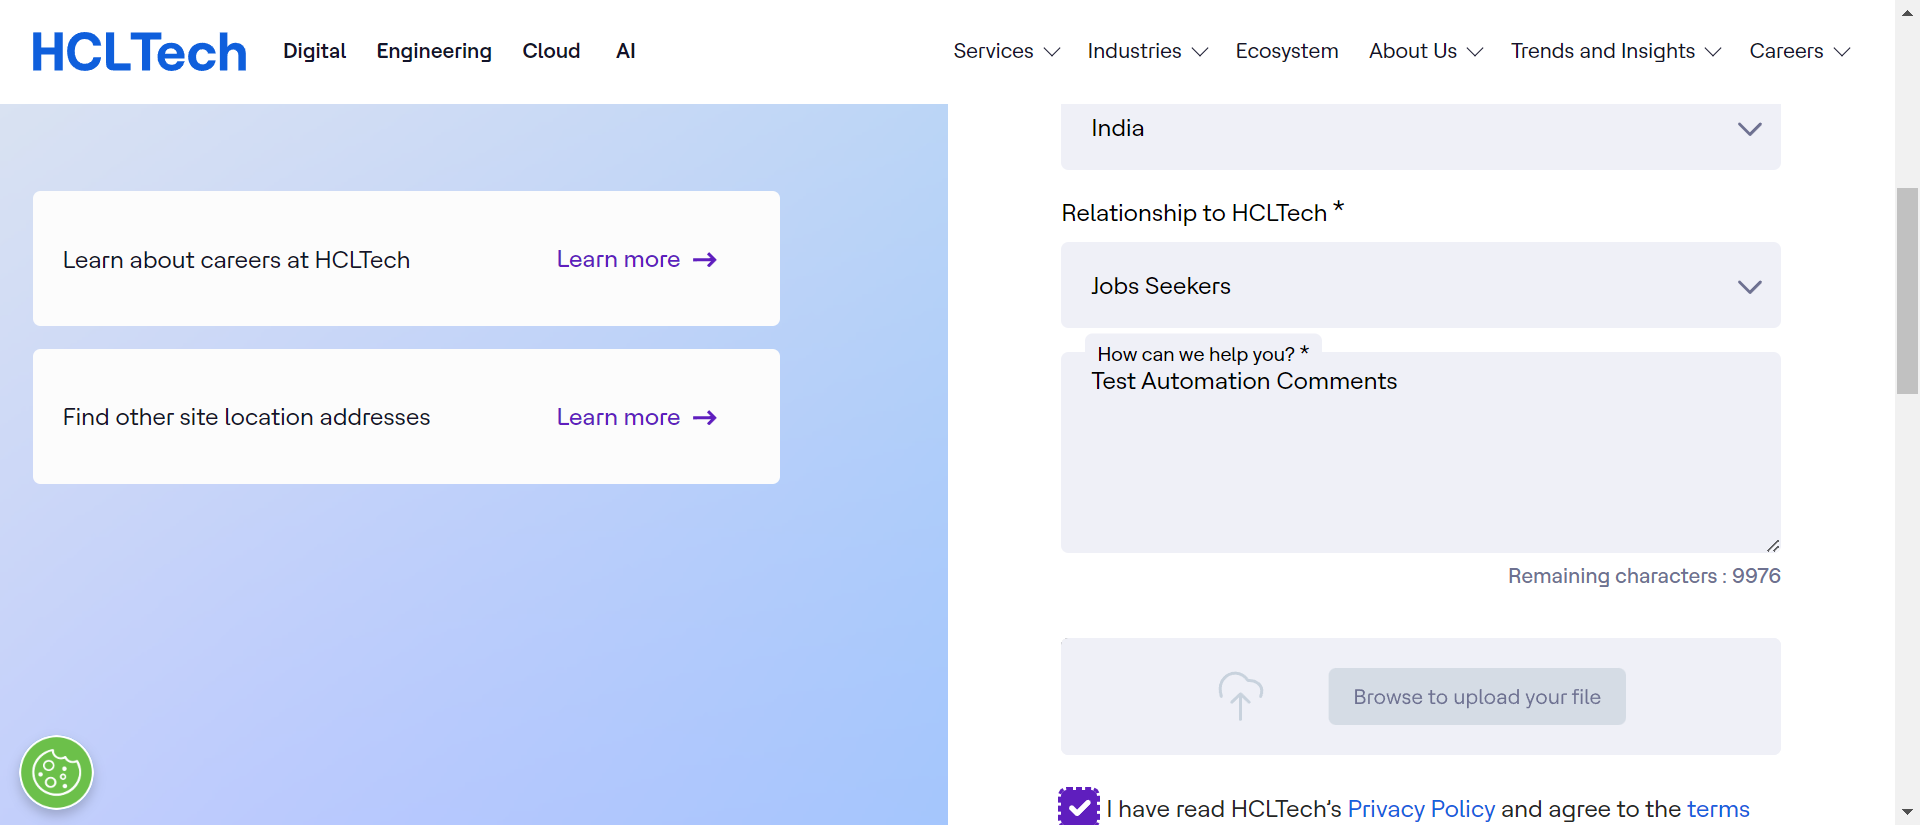 HCLTech Digital Engineering Cloud AI Services Industries Ecosystem About Us Trends and Insights Careers
Learn about careers at HCLTech Learn more
Find other site location addresses Learn more
India
Relationship to HCLTech *
Jobs Seekers
How can we help you? *
Test Automation Comments
Remaining characters : 9976
Browse to upload your file
I have read HCLTech's Privacy Policy and agree to the terms